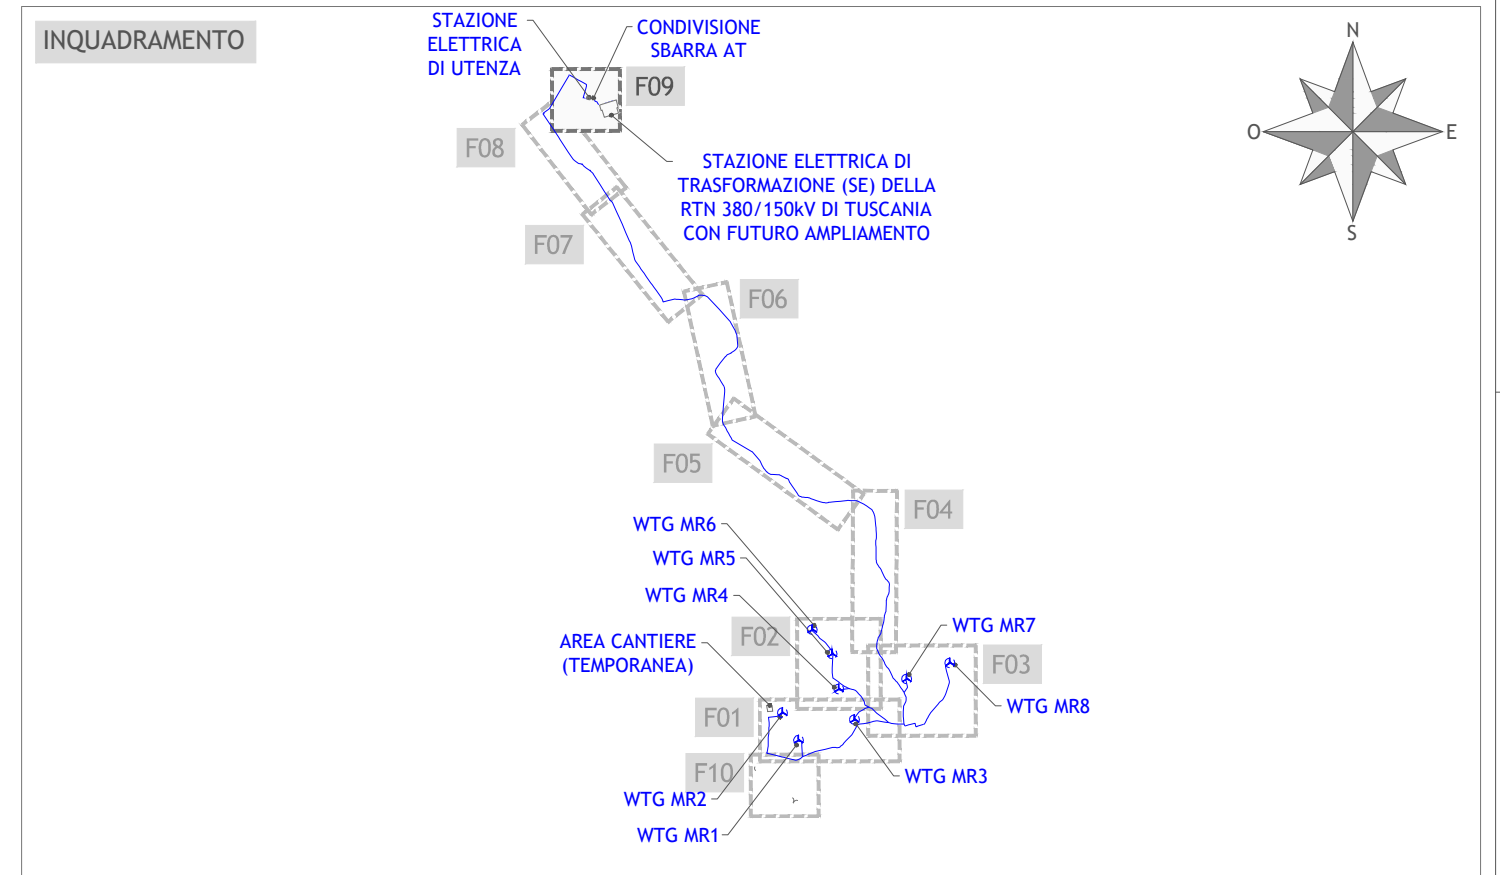 INQUADRAMENTO
STAZIONE
ELETTRICA
DI UTENZA
CONDIVISIONE
SBARRA AT
F09
N
O
E
S
F08
STAZIONE ELETTRICA DI
TRASFORMAZIONE (SE) DELLA
RTN 380/150kV DI TUSCANIA
CON FUTURO AMPLIAMENTO
F07
F06
F05
F04
WTG MR6
WTG MR5
WTG MR4
F02
AREA CANTIERE
(TEMPORANEA)
WTG MR7
F03
WTG MR8
F01
F10
WTG MR3
WTG MR2
WTG MR1